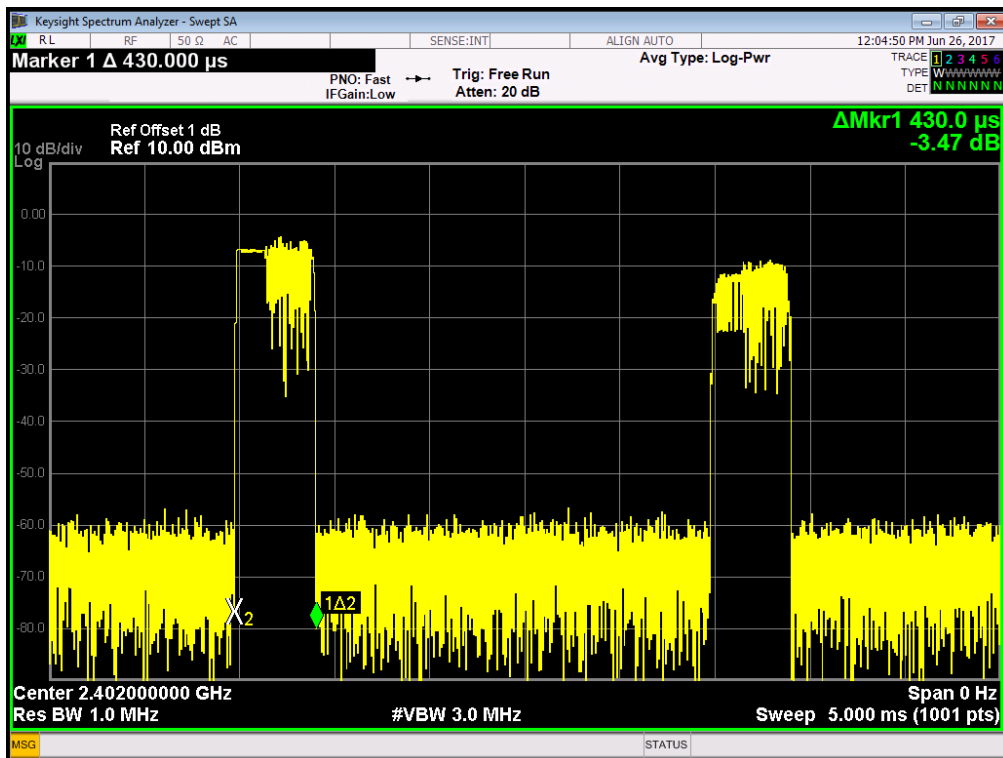 Keysight Spectrum Analyzer - Swept SA
LXI RL RF 50 Ω AC SENSE:INT ALIGN AUTO 12:04:50 PM Jun 26, 2017
Marker 1 Δ 430.000 µs Avg Type: Log-Pwr TRACE 1 2 3 4 5 6
PNO: Fast Trig: Free Run TYPE WWWWWW
IFGain:Low Atten: 20 dB DET N N N N N N
ΔMkr1 430.0 µs
-3.47 dB
Ref Offset 1 dB
10 dB/div Ref 10.00 dBm
Log
0.00
-10.0
-20.0
-30.0
-40.0
-50.0
-60.0
-70.0
1Δ2
X2
-80.0
Center 2.402000000 GHz Span 0 Hz
Res BW 1.0 MHz #VBW 3.0 MHz Sweep 5.000 ms (1001 pts)
MSG STATUS